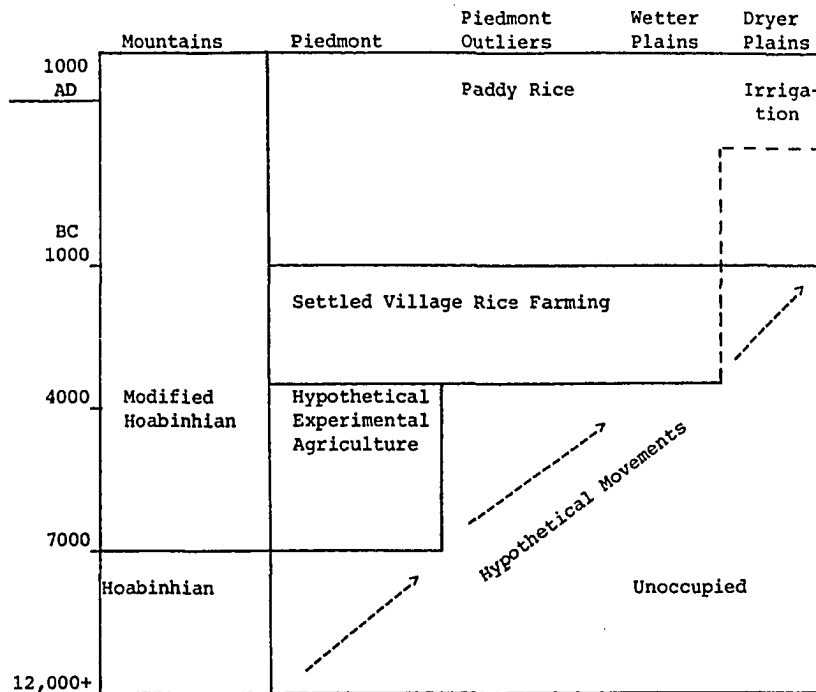 Mountains
Piedmont
Piedmont
Outliers
Wetter
Plains
Dryer
Plains
1000
AD
Paddy Rice
Irriga-
tion
BC
1000
Settled Village Rice Farming
4000
Modified
Hoabinhian
Hypothetical
Experimental
Agriculture
Hypothetical Movements
7000
Hoabinhian
Unoccupied
12,000+